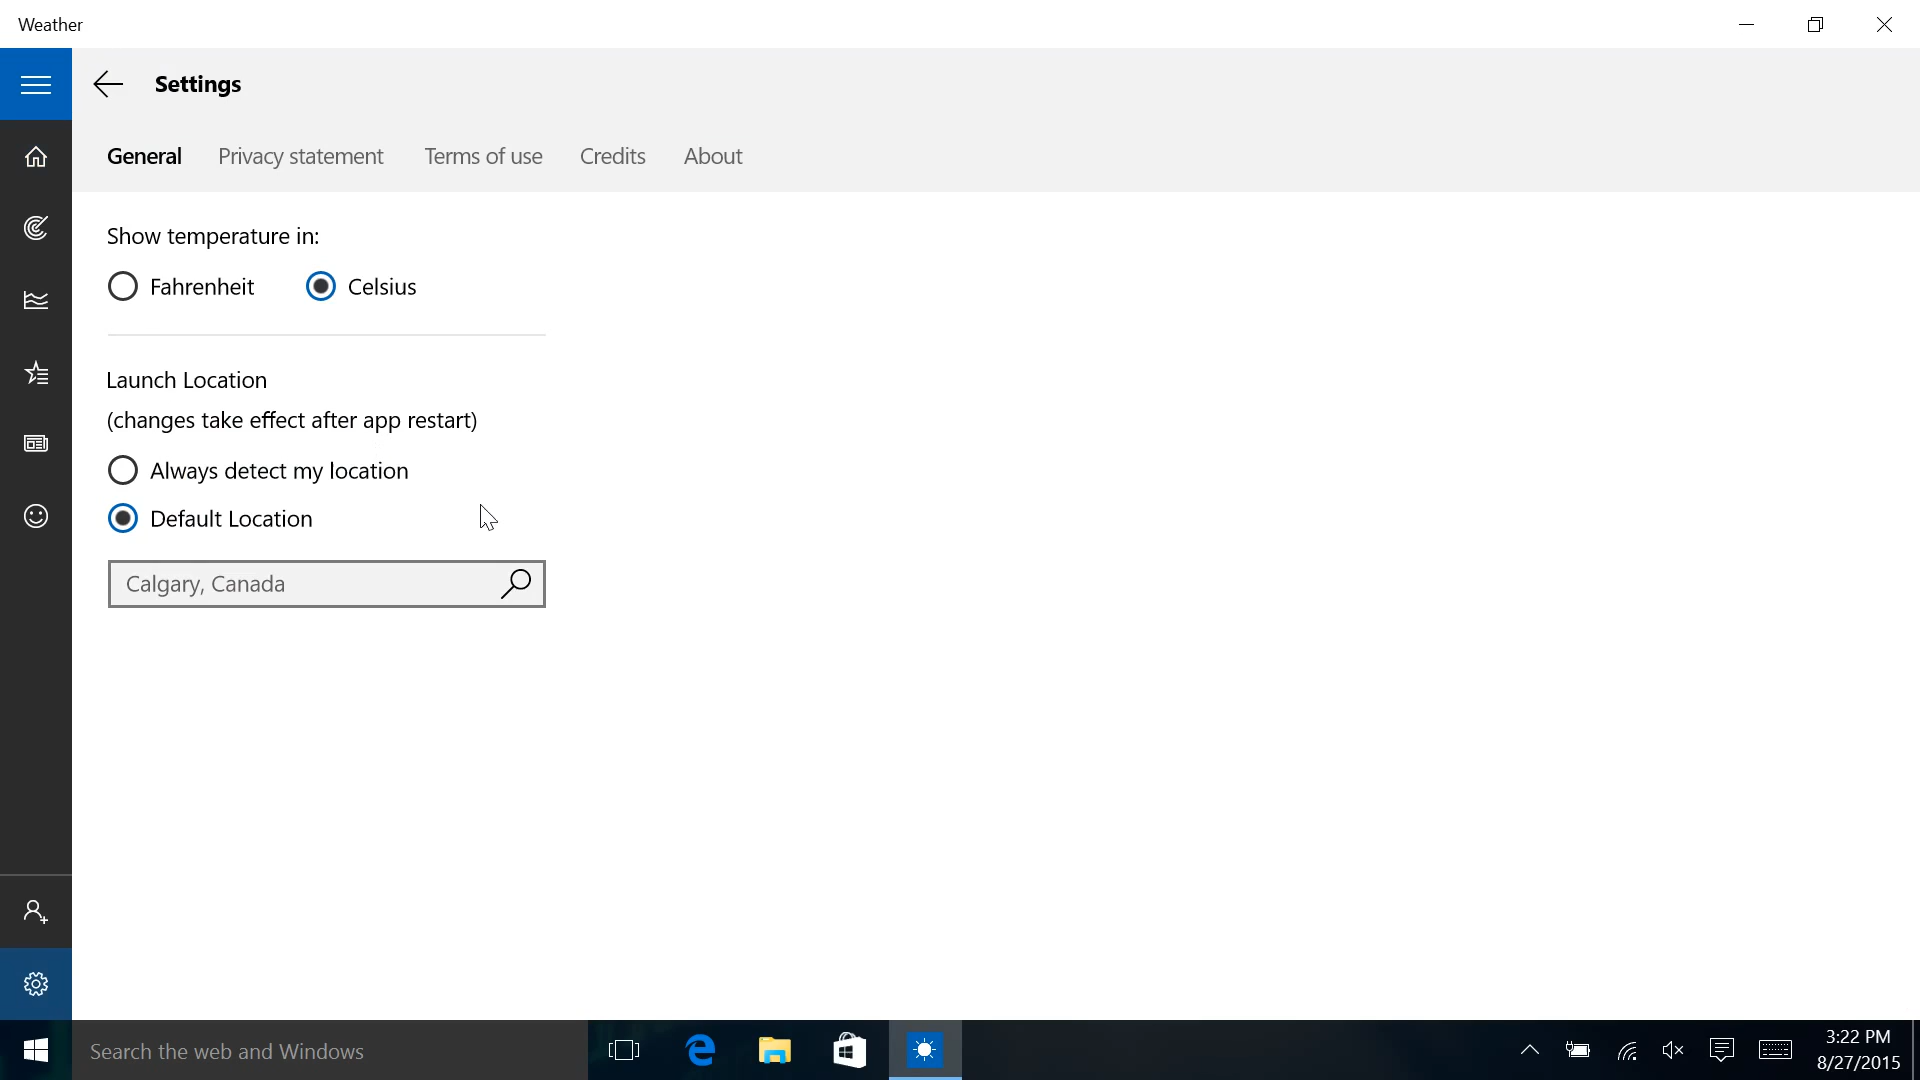 Weather
Settings
General Privacy statement Terms of use Credits About
Show temperature in:
Fahrenheit Celsius
Launch Location
(changes take effect after app restart)
Always detect my location
Default Location
Calgary, Canada
Search the web and Windows
3:22 PM
8/27/2015